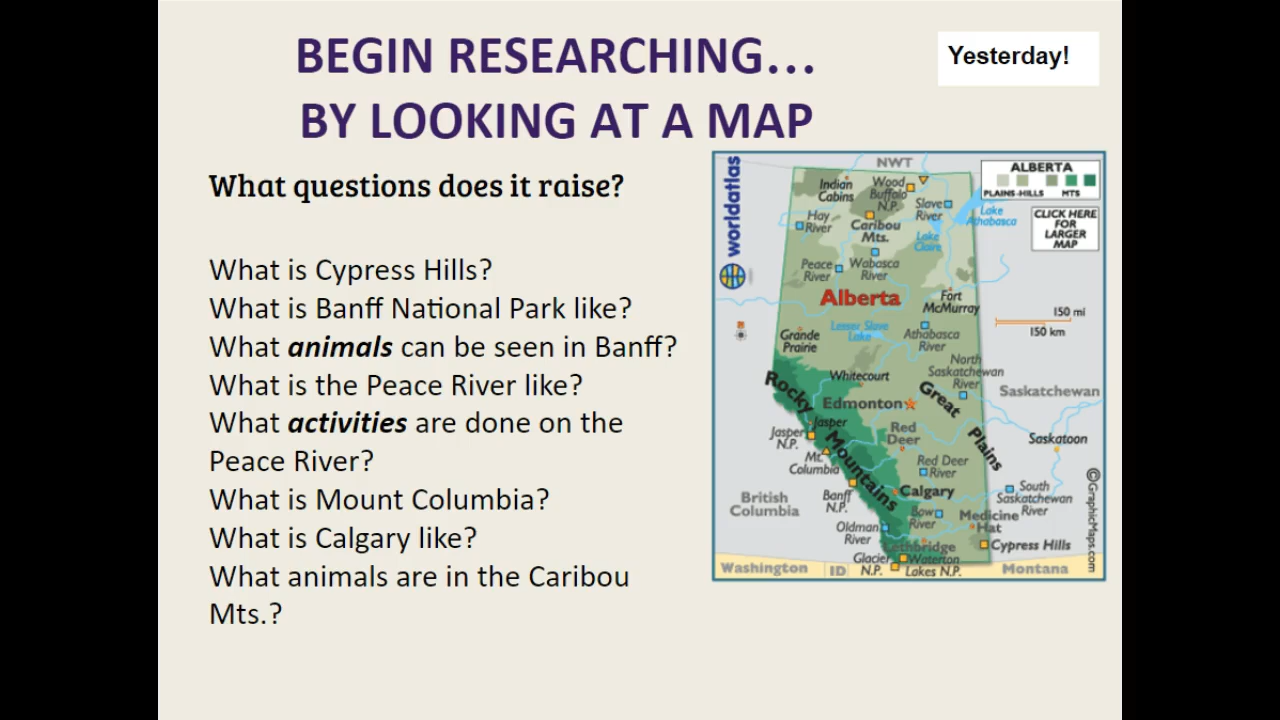 BEGIN RESEARCHING...
BY LOOKING AT A MAP
Yesterday!
What questions does it raise?
What is Cypress Hills?
What is Banff National Park like?
What animals can be seen in Banff?
What is the Peace River like?
What activities are done on the
Peace River?
What is Mount Columbia?
What is Calgary like?
What animals are in the Caribou
Mts.?
worldatlas
NWT
ALBERTA
PLAINS-HILLS
MTS
CLICK HERE
FOR
LARGER
MAP
Indian
Cabins
Wood
Buffalo
N.P.
Slave
River
Lake
Athabasca
Hay
River
Caribou
Mts.
Lake
Claire
Peace
River
Wabasca
River
Alberta
Fort
McMurray
150 mi
150 km
Grande
Prairie
Lesser Slave
Lake
Athabasca
River
North
Saskatchewan
River
Whitecourt
Rocky
Mountains
Edmonton
Great
Plains
Saskatchewan
Jasper
Jasper
N.P.
Red
Deer
Saskatoon
Mt.
Columbia
Red Deer
River
Banff
N.P.
Calgary
South
Saskatchewan
River
British
Columbia
Bow
River
Medicine
Hat
Oldman
River
Lethbridge
Cypress Hills
Glacier
N.P.
Waterton
Lakes N.P.
Washington
ID
Montana
©GraphicMaps.com